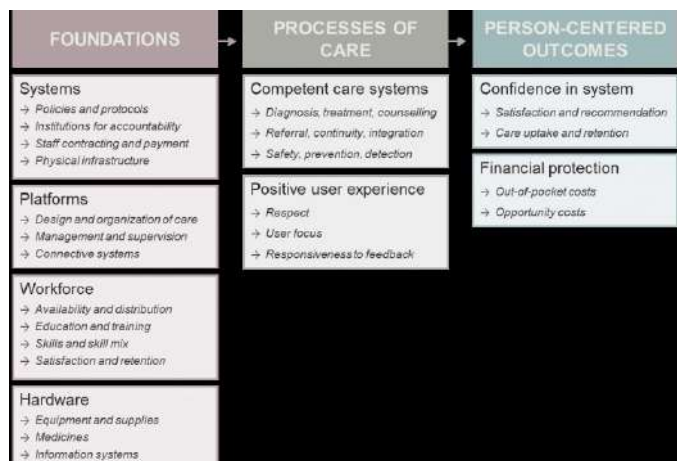 FOUNDATIONS
Systems
→ Policies and protocols
→ Institutions for accountability
→ Staff contracting and payment
→ Physical infrastructure
Platforms
→ Design and organization of care
→ Management and supervision
→ Connective systems
Workforce
→ Availability and distribution
→ Education and training
→ Skills and skill mix
→ Satisfaction and retention
Hardware
→ Equipment and supplies
→ Medicines
→ Information systems
PROCESSES OF
CARE
Competent care systems
→ Diagnosis, treatment, counselling
→ Referral, continuity, integration
→ Safety, prevention, detection
Positive user experience
→ Respect
→ User focus
→ Responsiveness to feedback
PERSON-CENTERED
OUTCOMES
Confidence in system
→ Satisfaction and recommendation
→ Care uptake and retention
Financial protection
→ Out-of-pocket costs
→ Opportunity costs